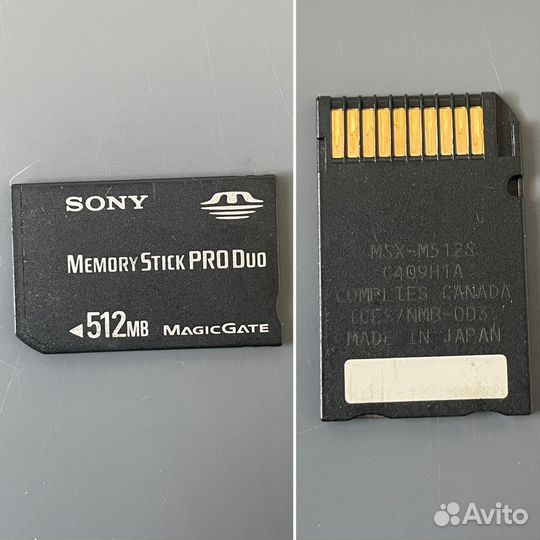 SONY
MEMORY STICK PRO DUO
512MB MAGICGATE
MSX-M512S
C409H1A
COMPLIES CANADA
ICES/NMB-003.
MADE IN JAPAN
Avito